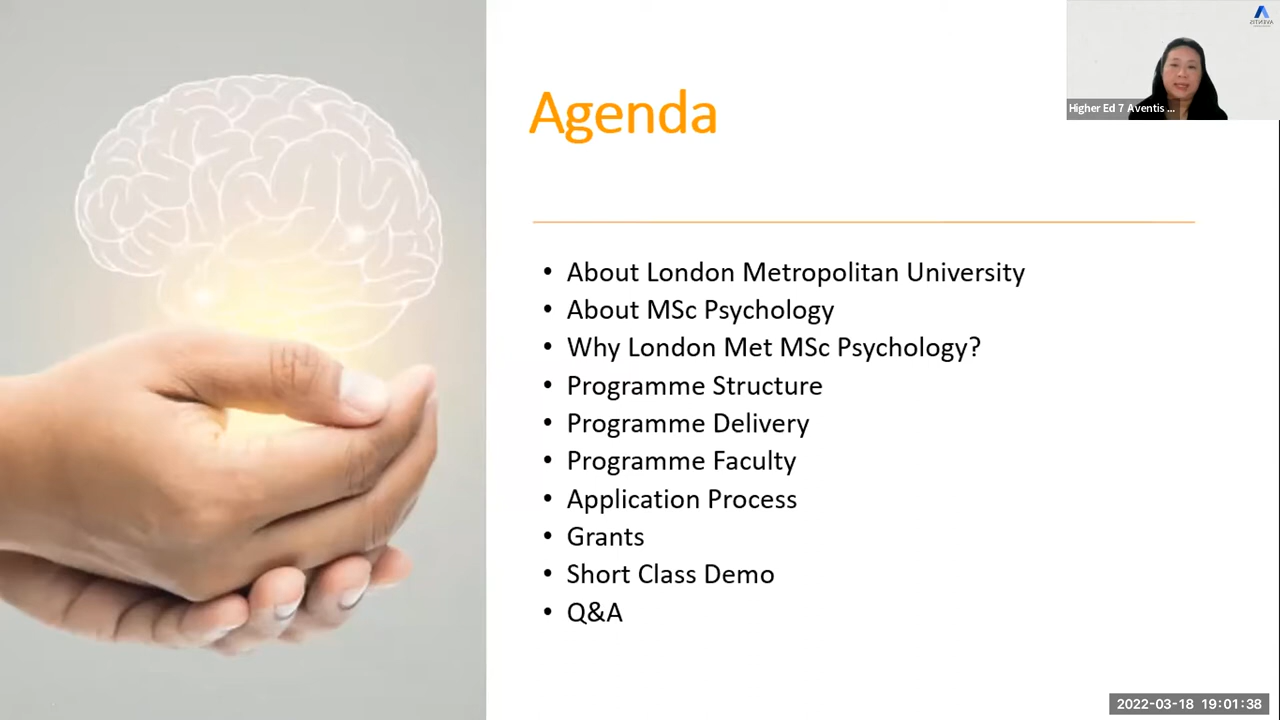 Agenda
Higher Ed 7 Aventis ...
• About London Metropolitan University
• About MSc Psychology
• Why London Met MSc Psychology?
• Programme Structure
• Programme Delivery
• Programme Faculty
• Application Process
• Grants
• Short Class Demo
• Q&A
2022-03-18 19:01:38